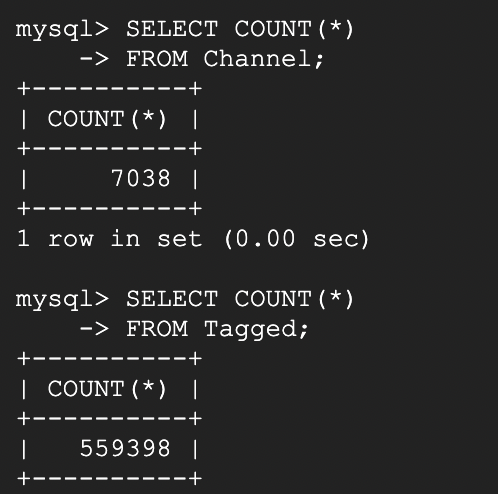 mysql> SELECT COUNT(*)
    -> FROM Channel;
+----------+
| COUNT(*) |
+----------+
|     7038 |
+----------+
1 row in set (0.00 sec)

mysql> SELECT COUNT(*)
    -> FROM Tagged;
+----------+
| COUNT(*) |
+----------+
|   559398 |
+----------+